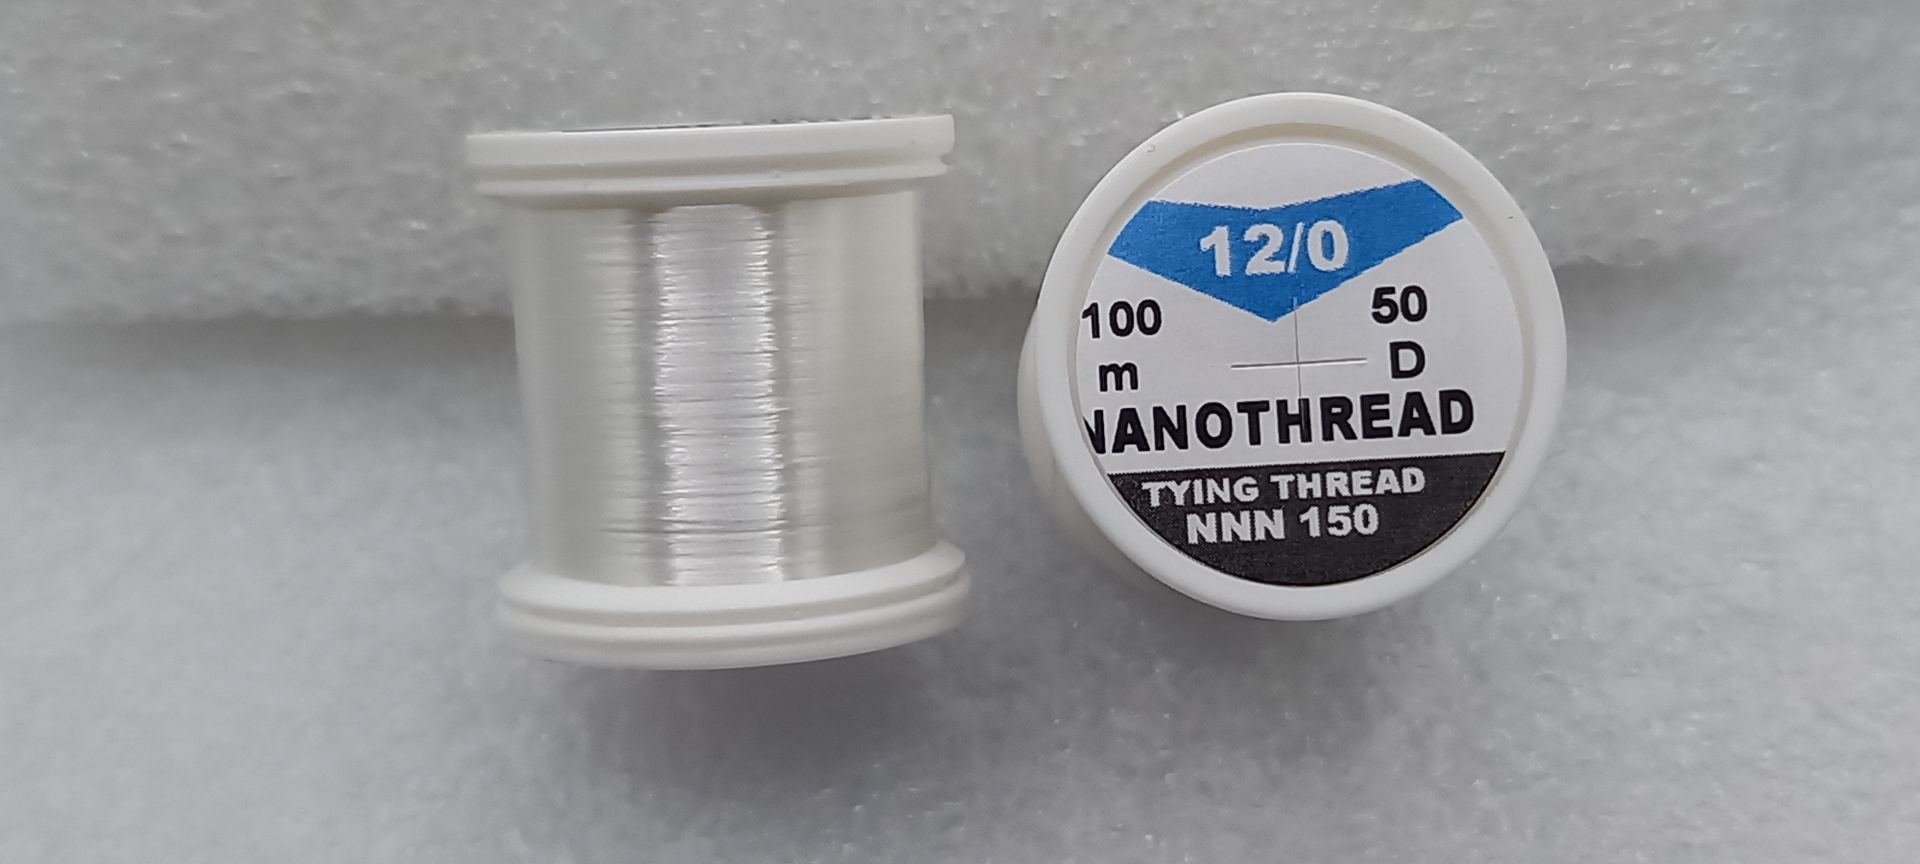 12/0
100 50
m D
NANOTHREAD
TYING THREAD
NNN 150